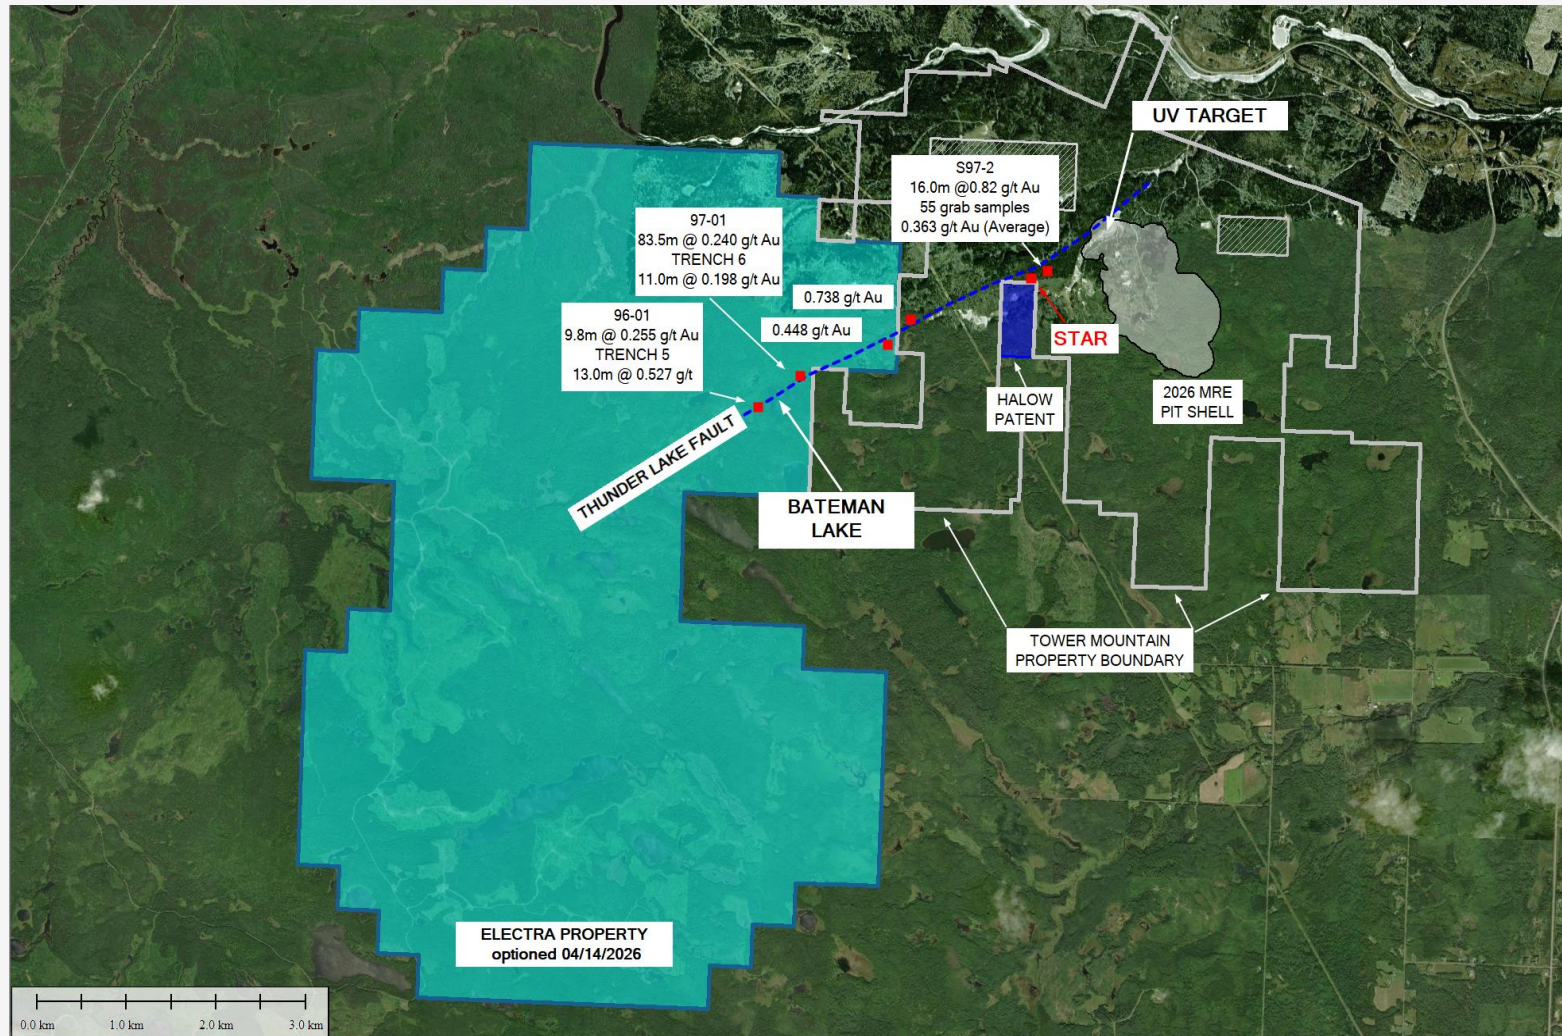 UV TARGET
S97-2
16.0m @0.82 g/t Au
55 grab samples
0.363 g/t Au (Average)
97-01
83.5m @ 0.240 g/t Au
TRENCH 6
11.0m @ 0.198 g/t Au
0.738 g/t Au
96-01
9.8m @ 0.255 g/t Au
TRENCH 5
13.0m @ 0.527 g/t
0.448 g/t Au
STAR
HALOW
PATENT
2026 MRE
PIT SHELL
THUNDER LAKE FAULT
BATEMAN
LAKE
TOWER MOUNTAIN
PROPERTY BOUNDARY
ELECTRA PROPERTY
optioned 04/14/2026
0.0 km
1.0 km
2.0 km
3.0 km